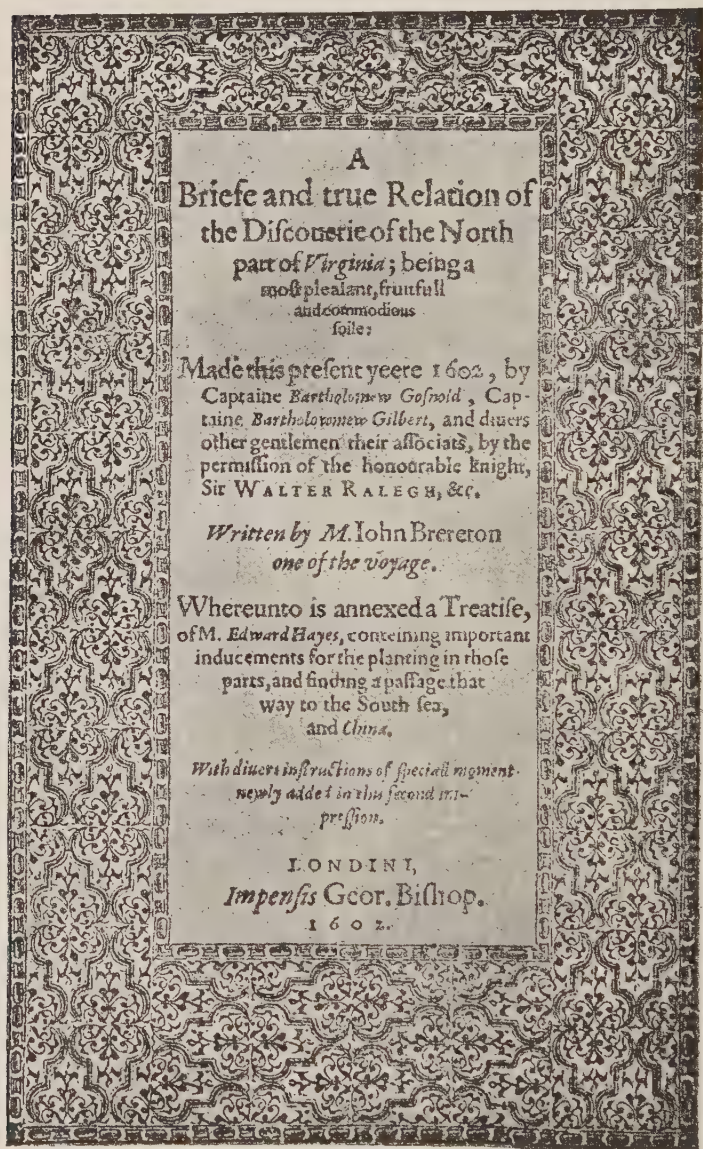 A
Briefe and true Relation of
the Diſcouerie of the North
part of Virginia; being a
moſt pleaſant, fruitfull
and commodious
ſoile:
Made this preſent yeere 1602, by
Captaine Bartholomew Goſnold, Cap-
taine Bartholowmew Gilbert, and diuers
other gentlemen their aſſociats, by the
permiſſion of the honourable knight,
Sir WALTER RALEGH, &c.
Written by M. Iohn Brereton
one of the voyage.
Whereunto is annexed a Treatiſe,
of M. Edward Hayes, conteining important
inducements for the planting in thoſe
parts, and finding a paſſage that
way to the South ſea,
and China.
With diuers inſtructions of ſpeciall moment
newly added in this ſecond im-
preſſion.
LONDINI,
Impenſis Geor. Biſhop.
1602.